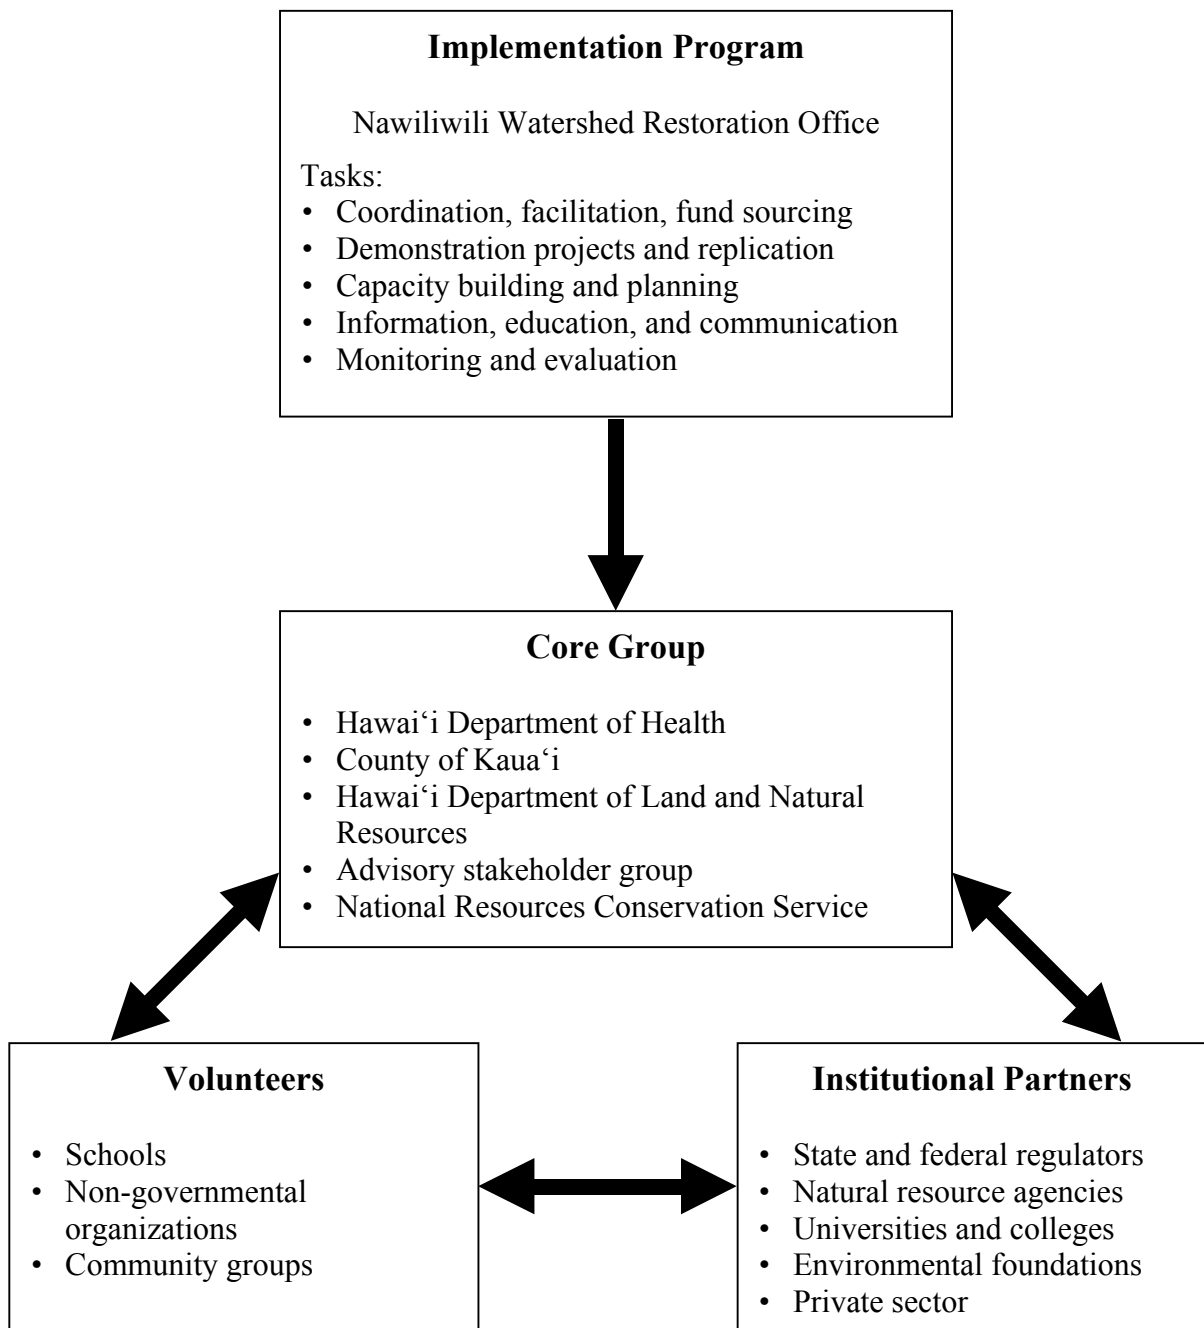 Implementation Program
Nawiliwili Watershed Restoration Office
Tasks:
• Coordination, facilitation, fund sourcing
• Demonstration projects and replication
• Capacity building and planning
• Information, education, and communication
• Monitoring and evaluation
Core Group
• Hawai‘i Department of Health
• County of Kaua‘i
• Hawai‘i Department of Land and Natural
Resources
• Advisory stakeholder group
• National Resources Conservation Service
Volunteers
• Schools
• Non-governmental
organizations
• Community groups
Institutional Partners
• State and federal regulators
• Natural resource agencies
• Universities and colleges
• Environmental foundations
• Private sector